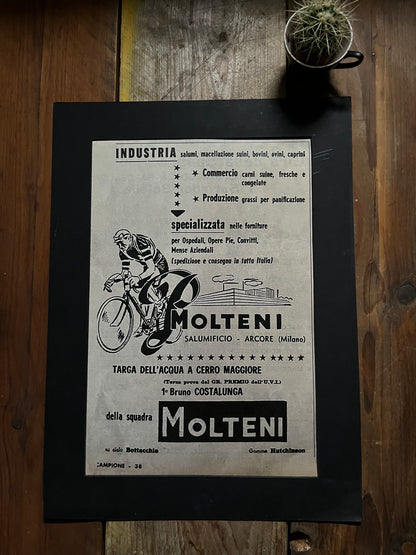 INDUSTRIA salumi, macellazione suini, bovini, ovini, caprini
Commercio carni suine, fresche e
congelate
Produzione grassi per panificazione
specializzata nelle forniture
per Ospedali, Opere Pie, Convitti,
Mense Aziendali
(spedizione e consegna in tutta Italia)
MOLTENI
SALUMIFICIO - ARCORE (Milano)
TARGA DELL'ACQUA A CERRO MAGGIORE
(Terza prova del GR. PREMIO dell'U.V.I.)
1º Bruno COSTALUNGA
della squadra MOLTENI
su ciclo Bottecchia Gomme Hutchinson
CAMPIONE - 38